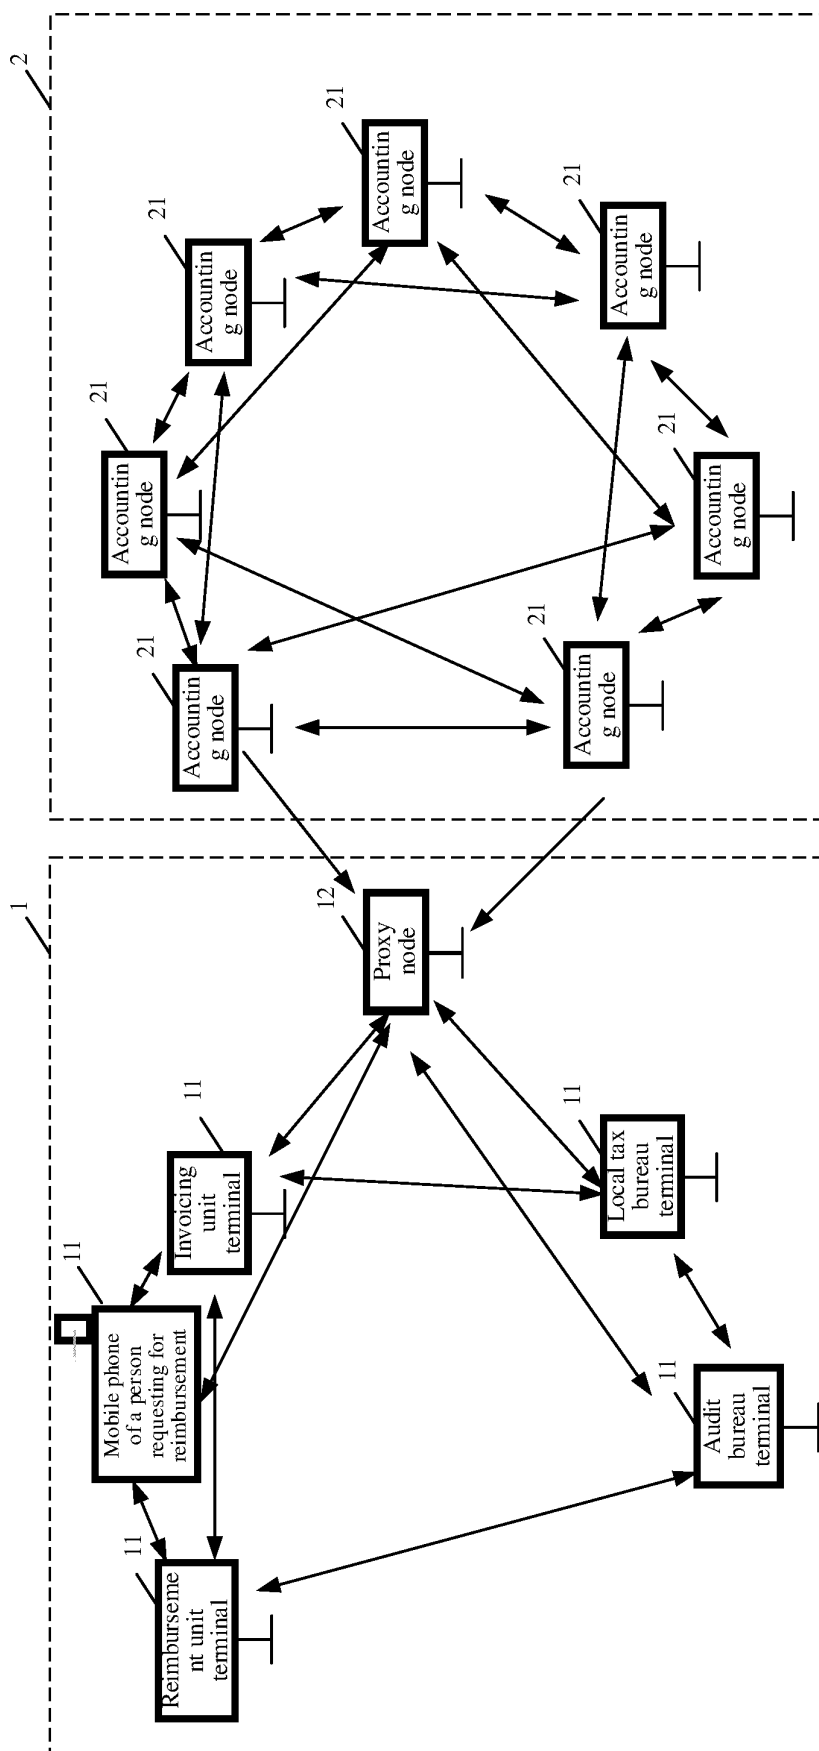 1
11
Mobile phone
of a person
requesting for
reimbursement
11
Reimburseme
nt unit
terminal
11
Invoicing
unit
terminal
12
Proxy
node
11
Audit
bureau
terminal
11
Local tax
bureau
terminal
2
21
Accountin
g node
21
Accountin
g node
21
Accountin
g node
21
Accountin
g node
21
Accountin
g node
21
Accountin
g node
21
Accountin
g node